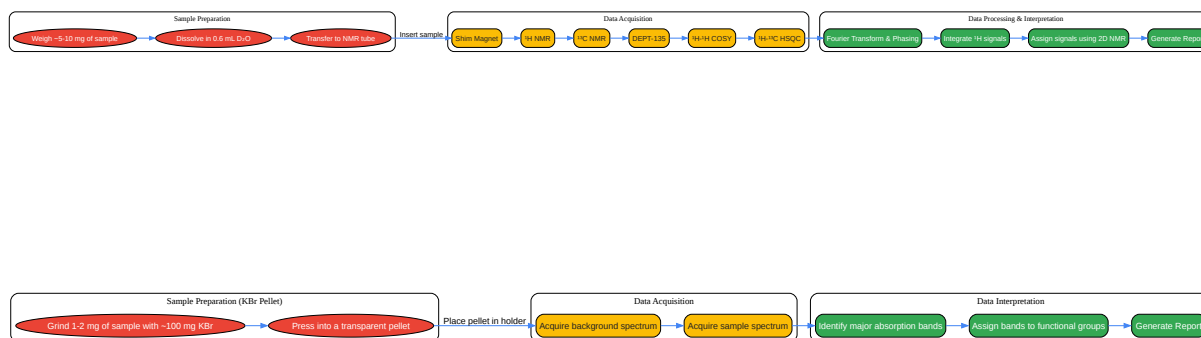 Sample Preparation
Weigh ~5-10 mg of sample
Dissolve in 0.6 mL D₂O
Transfer to NMR tube
Insert sample
Data Acquisition
Shim Magnet
¹H NMR
¹³C NMR
DEPT-135
¹H-¹H COSY
¹H-¹³C HSQC
Data Processing & Interpretation
Fourier Transform & Phasing
Integrate ¹H signals
Assign signals using 2D NMR
Generate Repor
Sample Preparation (KBr Pellet)
Grind 1-2 mg of sample with ~100 mg KBr
Press into a transparent pellet
Place pellet in holder
Data Acquisition
Acquire background spectrum
Acquire sample spectrum
Data Interpretation
Identify major absorption bands
Assign bands to functional groups
Generate Repor